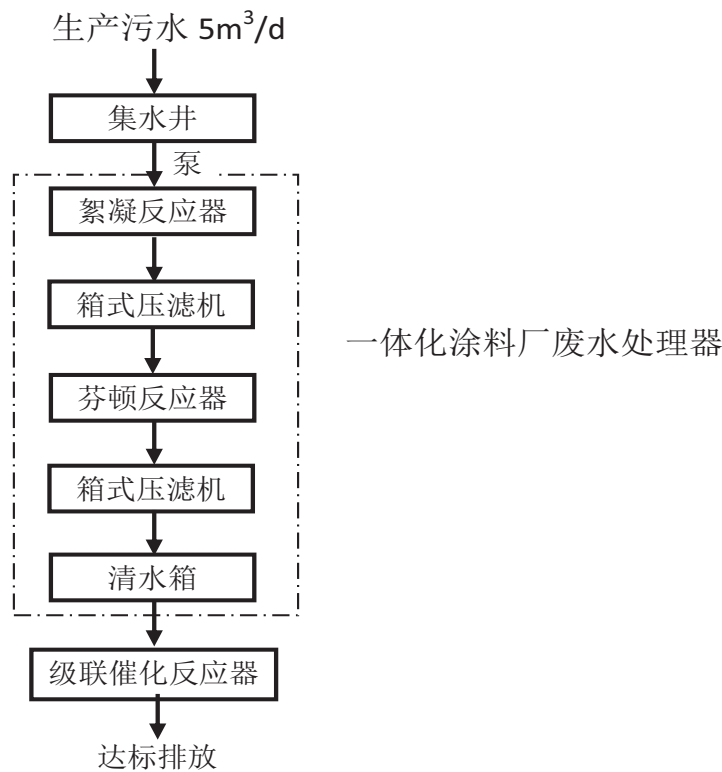 生产污水 5m³/d
集水井
泵
絮凝反应器
箱式压滤机
一体化涂料厂废水处理器
芬顿反应器
箱式压滤机
清水箱
级联催化反应器
达标排放